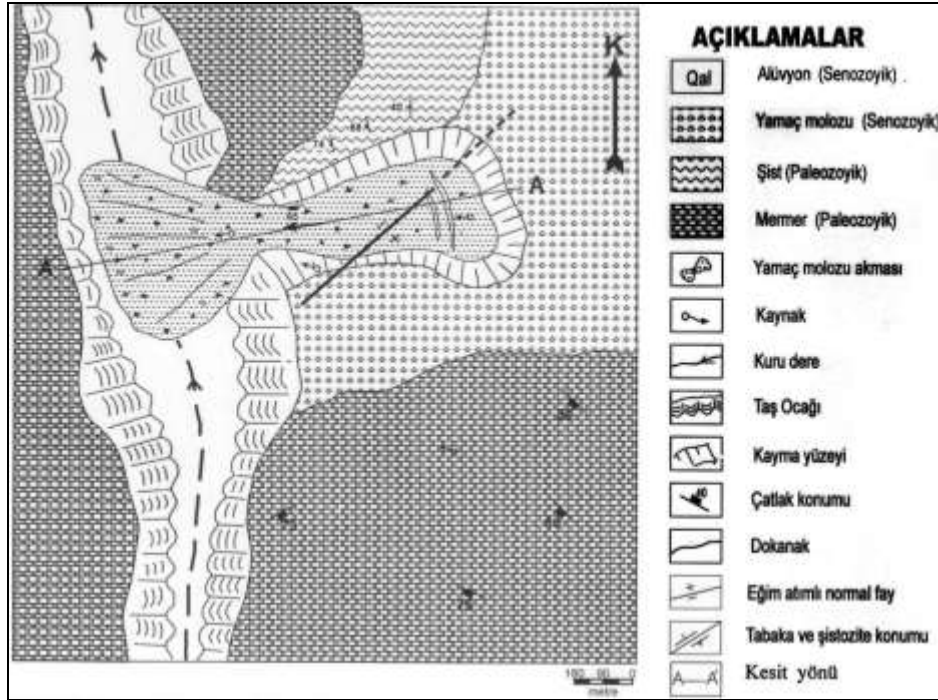 K
A
A
AÇIKLAMALAR
Qal Alüvyon (Senozoyik) .
Yamaç molozu (Senozoyik)
Şist (Paleozoyik)
Mermer (Paleozoyik)
Yamaç molozu akması
Kaynak
Kuru dere
Taş Ocağı
Kayma yüzeyi
Çatlak konumu
Dokanak
Eğim atımlı normal fay
Tabaka ve şistozite konumu
A A' Kesit yönü
metre